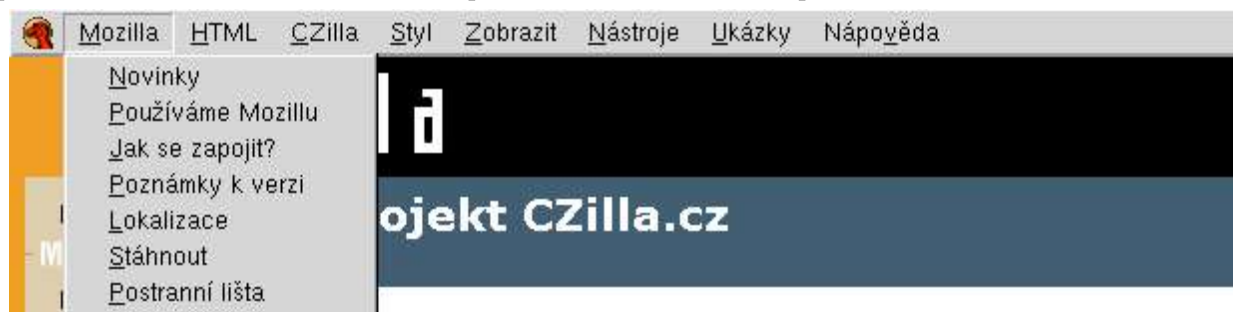 Mozilla HTML CZilla Styl Zobrazit Nástroje Ukázky Nápověda
Novinky
Používáme Mozillu
Jak se zapojit?
Poznámky k verzi
Lokalizace
ojekt CZilla.cz
Stáhnout
Postranní lišta